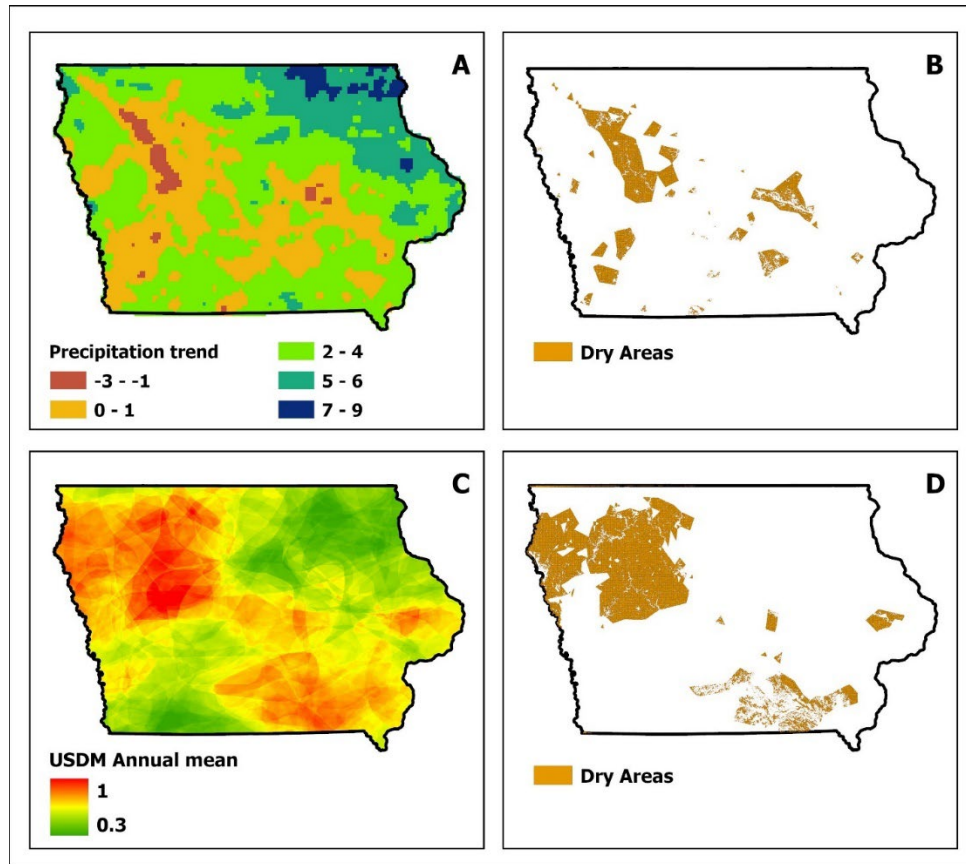 A
Precipitation trend
-3 - -1
0 - 1
2 - 4
5 - 6
7 - 9
B
Dry Areas
C
USDM Annual mean
1
0.3
D
Dry Areas